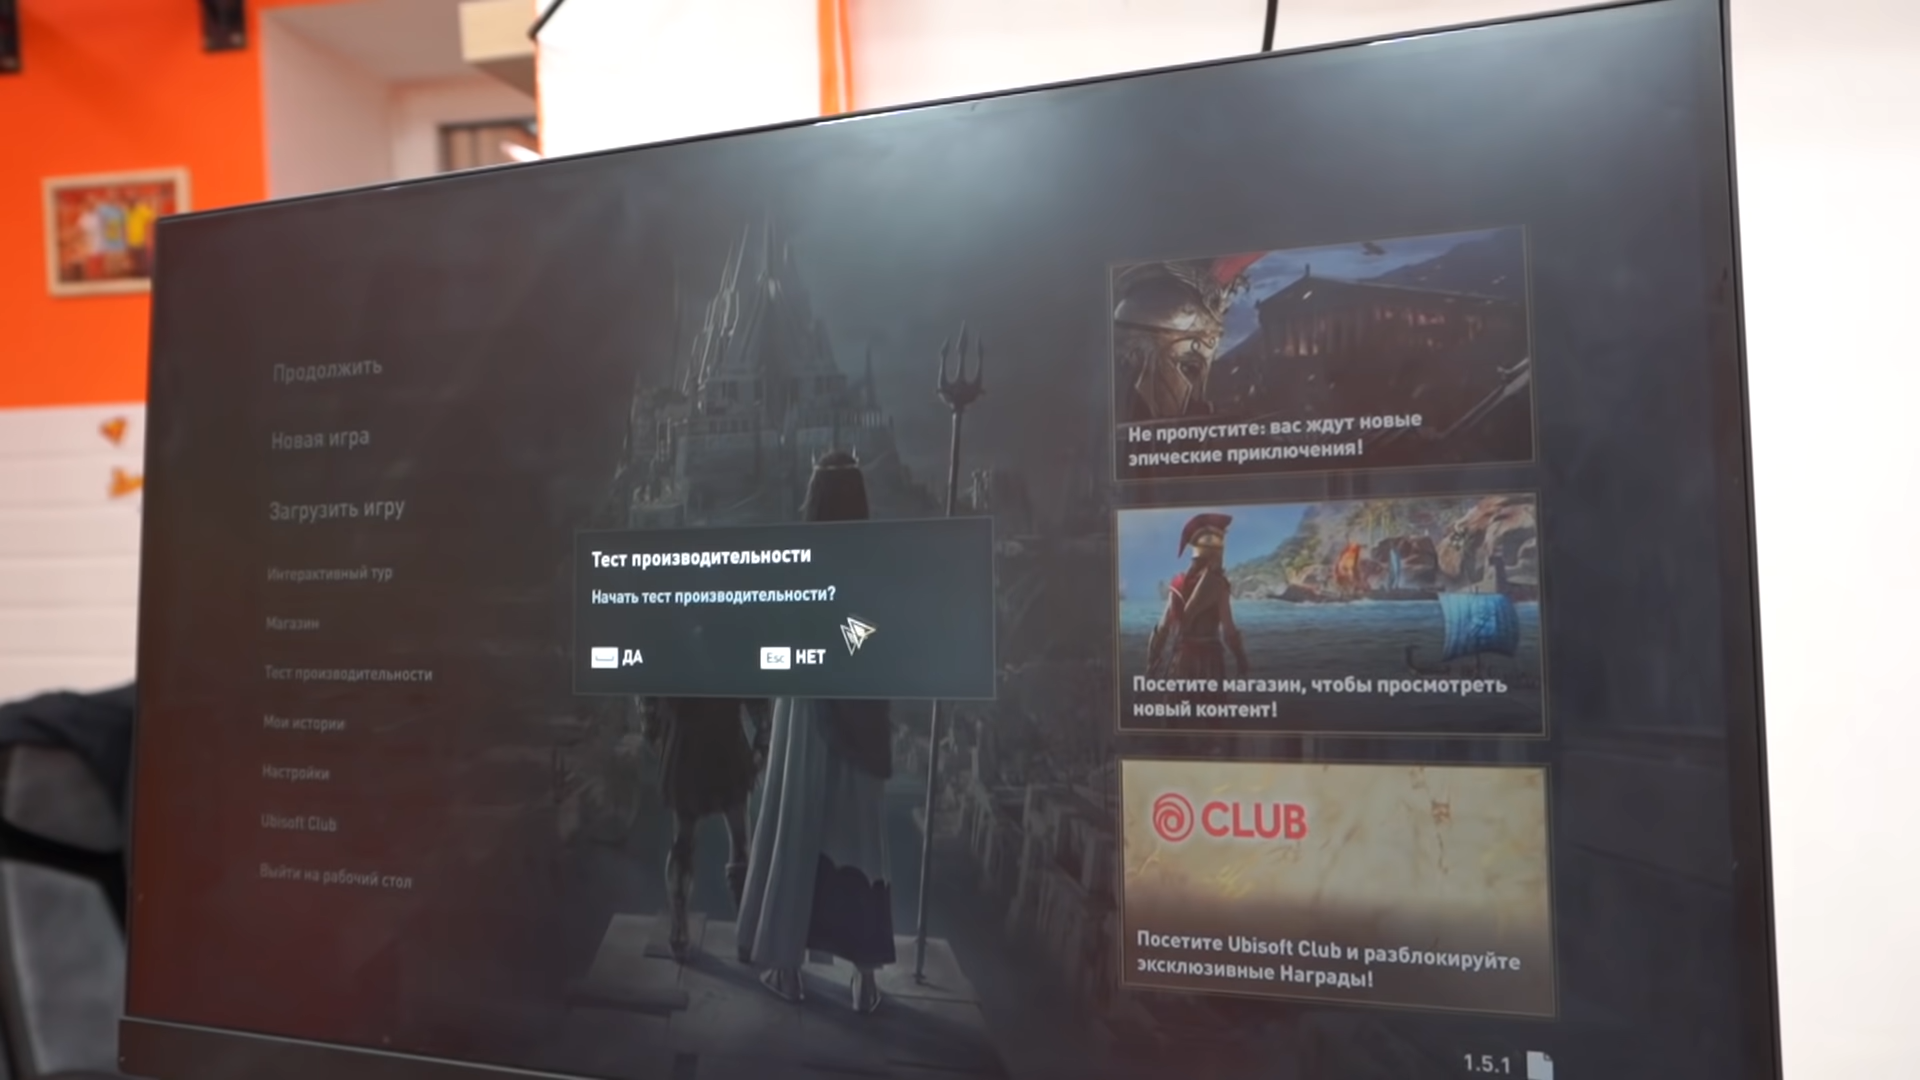 Продолжить
Новая игра
Загрузить игру
Интерактивный тур
Магазин
Тест производительности
Мои истории
Настройки
Ubisoft Club
Выйти на рабочий стол
Тест производительности
Начать тест производительности?
ДА
Esc НЕТ
Не пропустите: вас ждут новые
эпические приключения!
Посетите магазин, чтобы просмотреть
новый контент!
CLUB
Посетите Ubisoft Club и разблокируйте
эксклюзивные Награды!
1.5.1